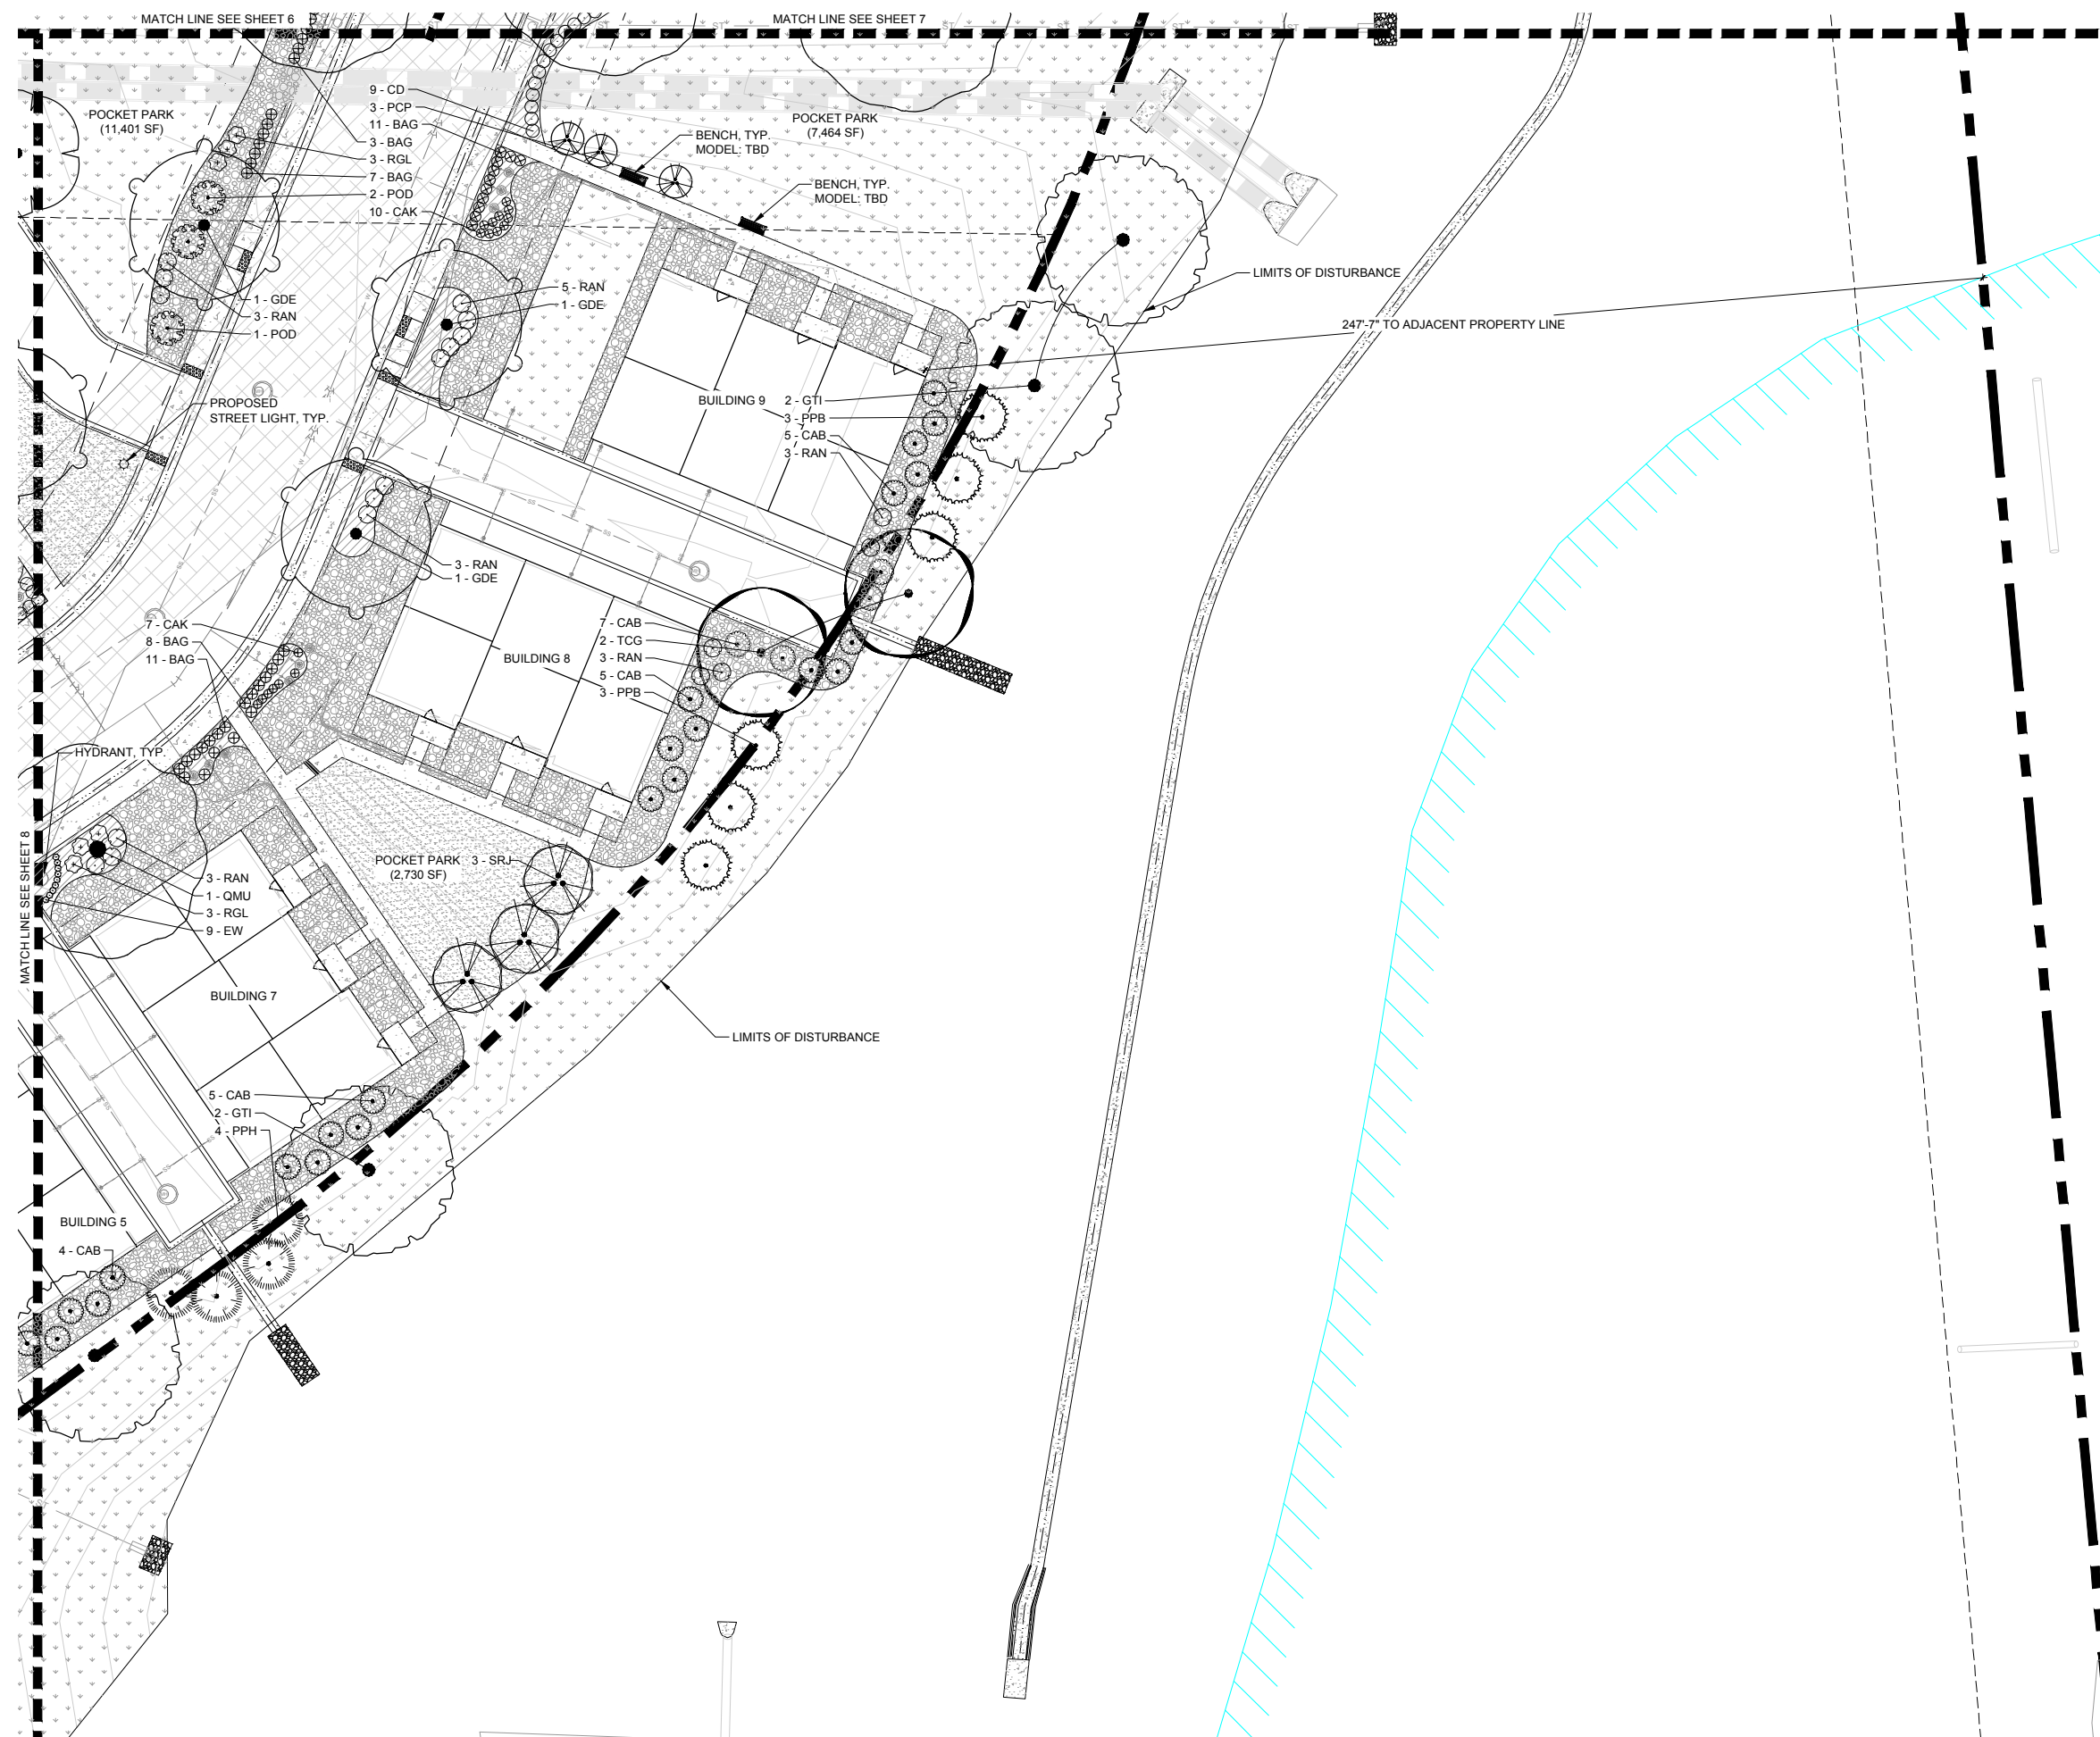 MATCH LINE SEE SHEET 6
MATCH LINE SEE SHEET 7
POCKET PARK
(11,401 SF)
9 - CD
3 - PCP
11 - BAG
3 - BAG
3 - RGL
7 - BAG
2 - POD
10 - CAK
BENCH, TYP.
MODEL: TBD
POCKET PARK
(7,464 SF)
BENCH, TYP.
MODEL: TBD
LIMITS OF DISTURBANCE
247'-7" TO ADJACENT PROPERTY LINE
1 - GDE
3 - RAN
1 - POD
5 - RAN
1 - GDE
PROPOSED
STREET LIGHT, TYP.
BUILDING 9
2 - GTI
3 - PPB
5 - CAB
3 - RAN
3 - RAN
1 - GDE
7 - CAK
8 - BAG
11 - BAG
BUILDING 8
7 - CAB
2 - TCG
3 - RAN
5 - CAB
3 - PPB
HYDRANT, TYP.
MATCH LINE SEE SHEET 8
POCKET PARK
(2,730 SF)
3 - SRJ
3 - RAN
1 - QMU
3 - RGL
9 - EW
BUILDING 7
LIMITS OF DISTURBANCE
5 - CAB
2 - GTI
4 - PPH
BUILDING 5
4 - CAB